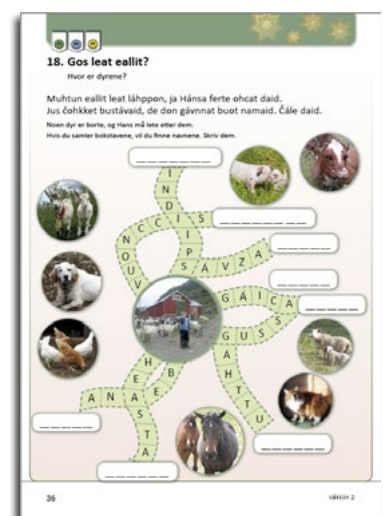 18. Gos leat eallit?
Hvor er dyrene?
Muhtun eallit leat láhppon, ja Hánsa ferte ohcat daid.
Jus čohkket bustávaid, de don gávnnat buot namaid. Čále daid.
Noen dyr er borte, og Hans må lete etter dem.
Hvis du samler bokstavene, vil du finne navnene. Skriv dem.
I N D I I P S
V U O N C C I S
Á V Z A
G Á I C A
G U S S
G Á H T T U
H E A S T A
B E A N A
36
2